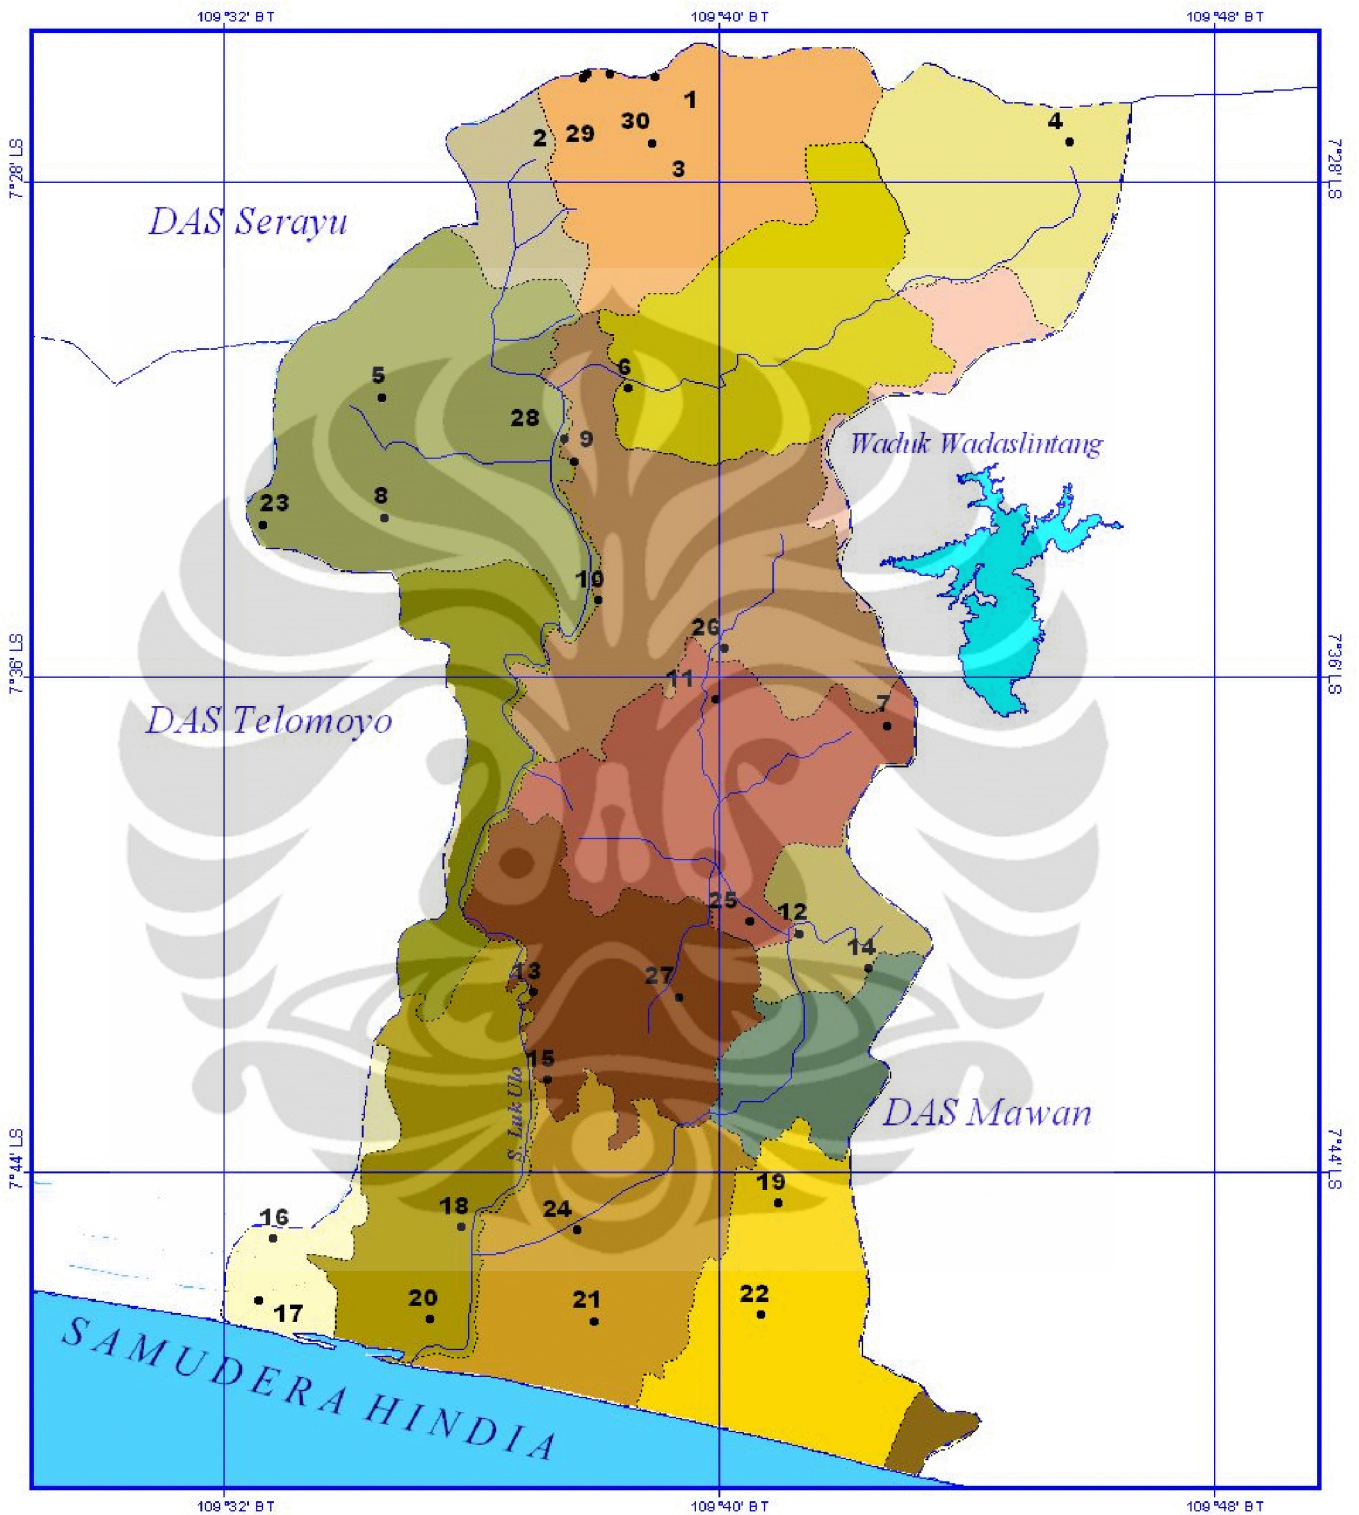 109°32' BT
109°40' BT
109°48' BT
1
4
30
29
2
7°28' LS
7°28' LS
3
DAS Serayu
6
5
28
9
Waduk Wadaslintang
8
23
10
26
7°36' LS
7°36' LS
11
7
DAS Telomoyo
25
12
14
13
27
15
S. Luk Ulo
DAS Mawan
7°44' LS
7°44' LS
19
18
24
16
22
20
21
17
SAMUDERA HINDIA
109°32' BT
109°40' BT
109°48' BT